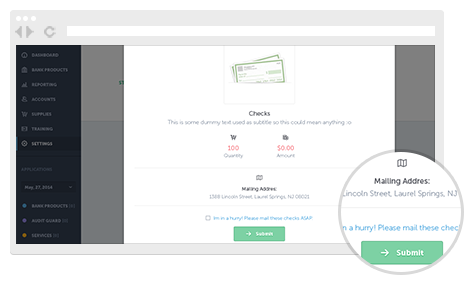 DASHBOARD
BANK PRODUCTS
REPORTING
ACCOUNTS
SUPPLIES
TRAINING
SETTINGS
APPLICATIONS
May, 27, 2014
BANK PRODUCTS
AUDIT GUARD
SERVICES
Checks
This is some dummy text used as subtitle so this could mean anything :o
100
Quantity
$0.00
Amount
Mailing Addres:
Lincoln Street, Laurel Springs, NJ
I'm in a hurry! Please mail these checks ASAP.
Submit
Mailing Addres:
Lincoln Street, Laurel Springs, NJ
n a hurry! Please mail these chec
Submit